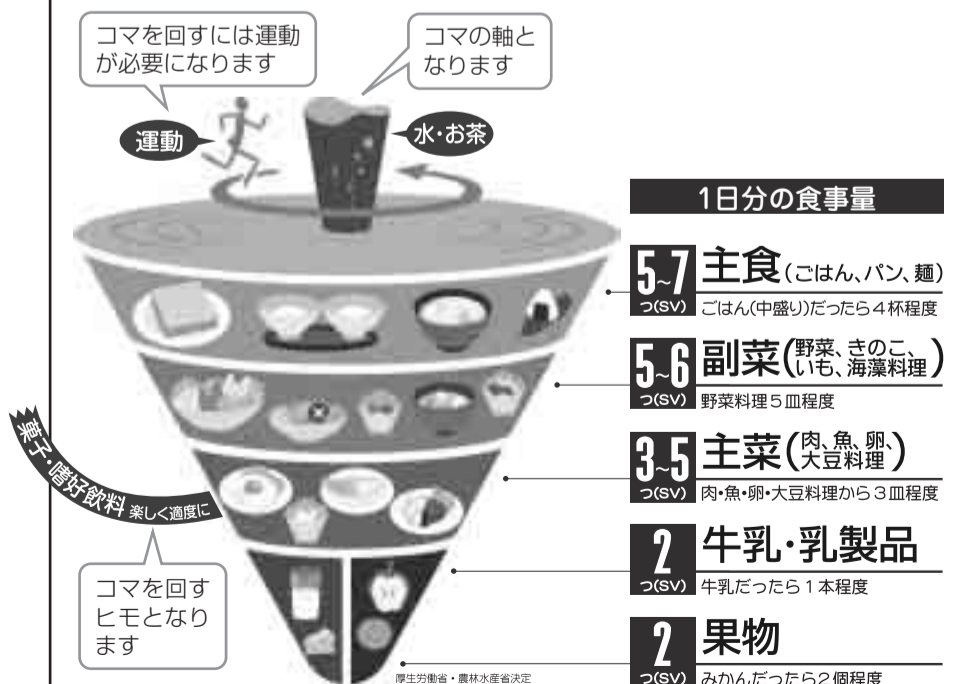 コマを回すには運動
が必要になります
コマの軸と
なります
運動
水・お茶
1日分の食事量
5~7
つ(SV)
主食(ごはん、パン、麺)
ごはん(中盛り)だったら4杯程度
5~6
つ(SV)
副菜(野菜、きのこ、
いも、海藻料理)
野菜料理5皿程度
3~5
つ(SV)
主菜(肉、魚、卵、
大豆料理)
肉・魚・卵・大豆料理から3皿程度
2
つ(SV)
牛乳・乳製品
牛乳だったら1本程度
2
つ(SV)
果物
みかんだったら2個程度
菓子・嗜好飲料 楽しく適度に
コマを回す
ヒモとなり
ます
厚生労働省・農林水産省決定